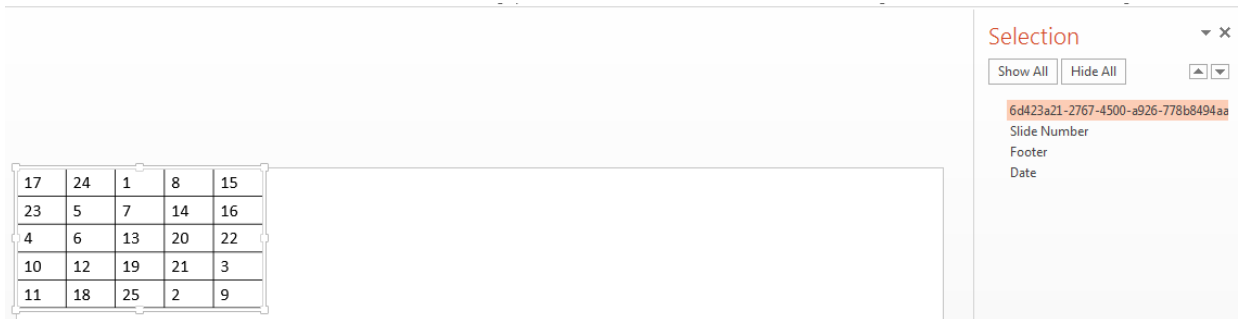 Selection
Show All Hide All
6d423a21-2767-4500-a926-778b8494aa
Slide Number
Footer
Date
17 24 1 8 15
23 5 7 14 16
4 6 13 20 22
10 12 19 21 3
11 18 25 2 9